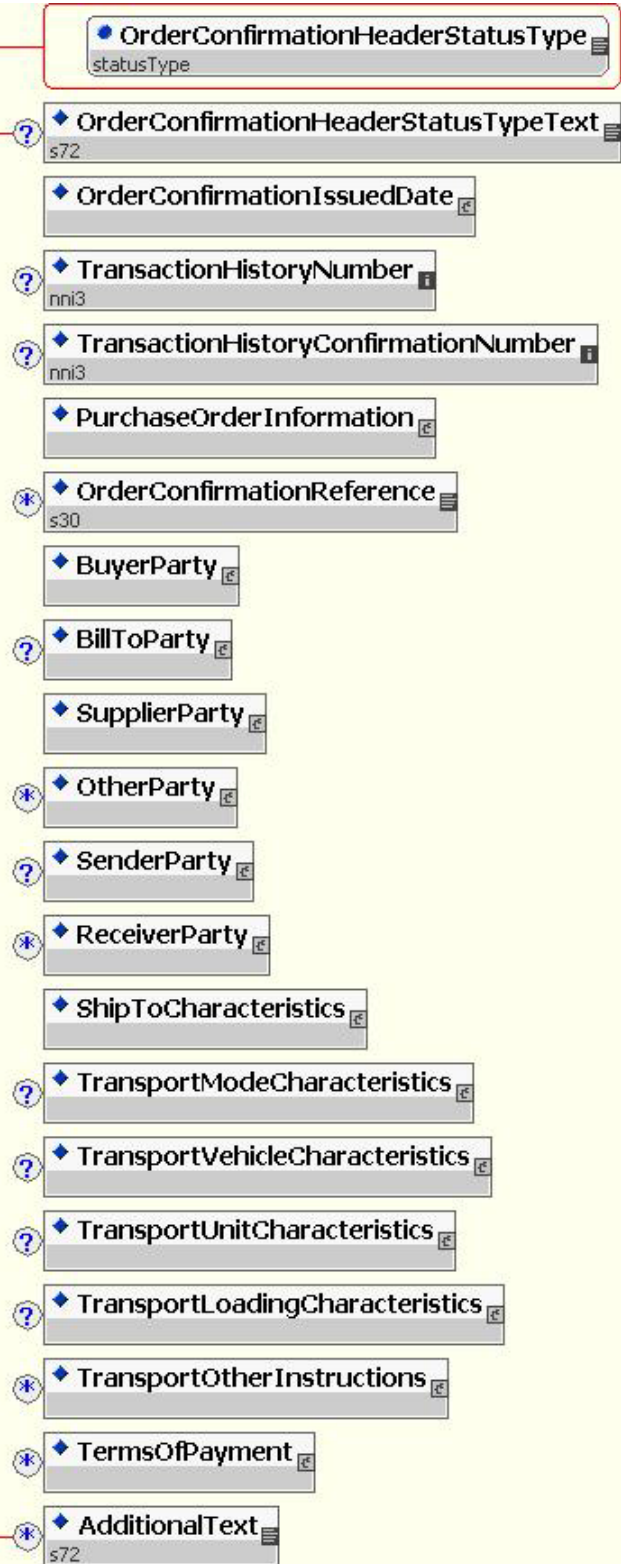 OrderConfirmationHeaderStatusType
statusType
? OrderConfirmationHeaderStatusTypeText
s72
OrderConfirmationIssuedDate
? TransactionHistoryNumber
nni3
? TransactionHistoryConfirmationNumber
nni3
PurchaseOrderInformation
* OrderConfirmationReference
s30
BuyerParty
? BillToParty
SupplierParty
* OtherParty
? SenderParty
* ReceiverParty
ShipToCharacteristics
? TransportModeCharacteristics
? TransportVehicleCharacteristics
? TransportUnitCharacteristics
? TransportLoadingCharacteristics
* TransportOtherInstructions
* TermsOfPayment
* AdditionalText
s72